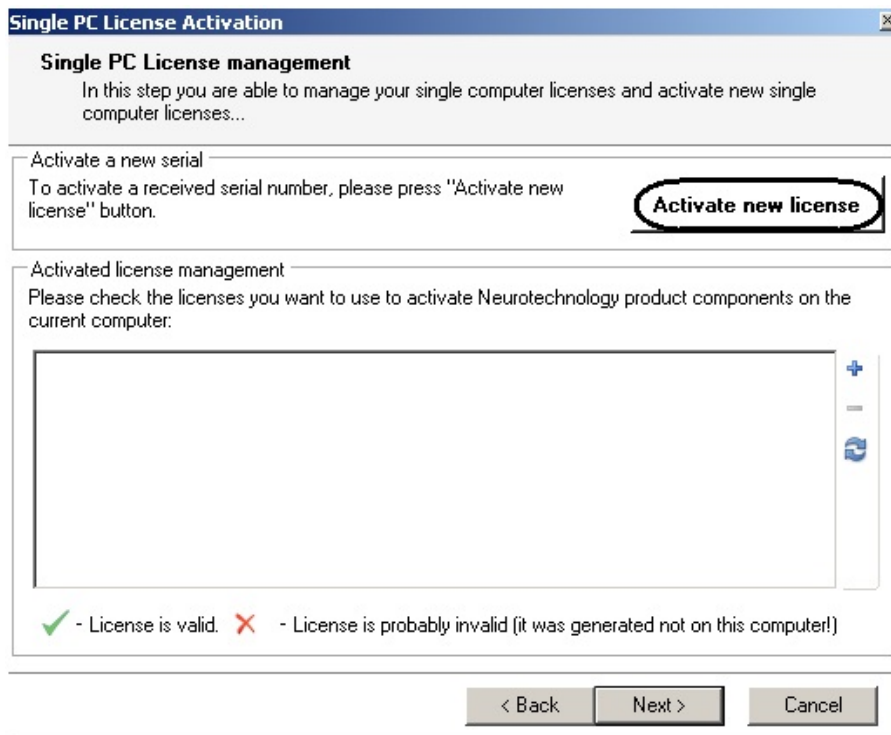 Single PC License Activation
Single PC License management
In this step you are able to manage your single computer licenses and activate new single
computer licenses...
Activate a new serial
To activate a received serial number, please press "Activate new
license" button.
Activate new license
Activated license management
Please check the licenses you want to use to activate Neurotechnology product components on the
current computer:
- License is valid. - License is probably invalid (it was generated not on this computer!)
< Back Next > Cancel